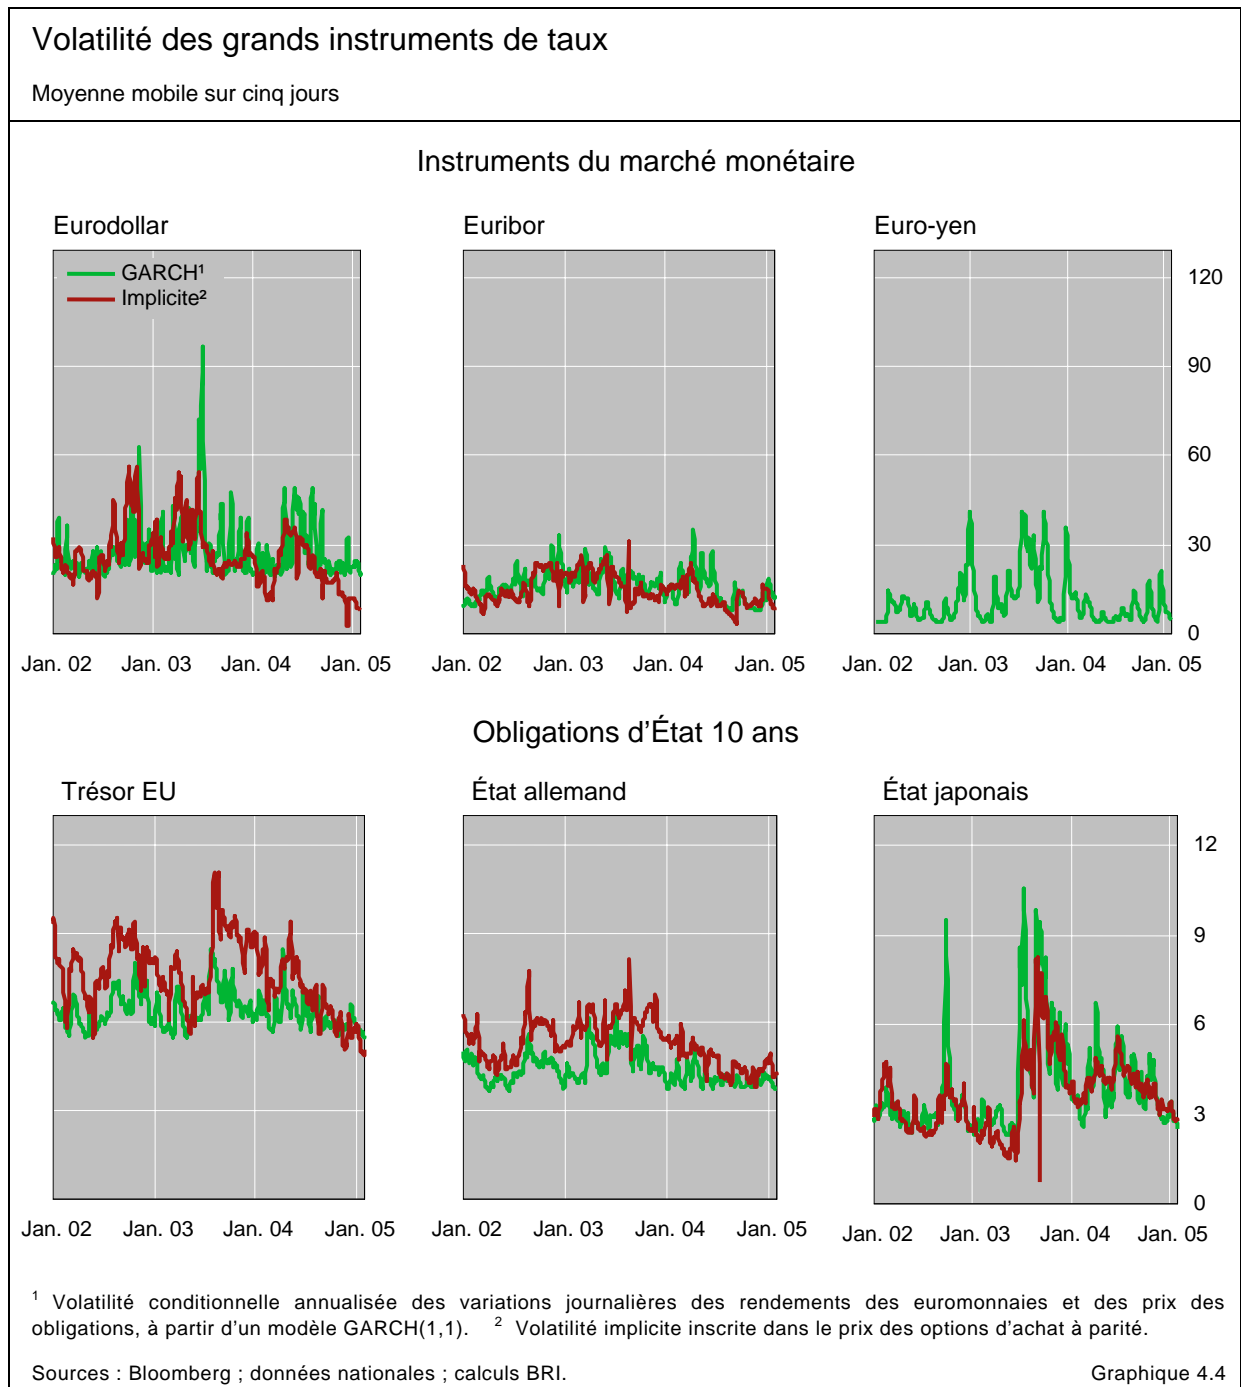 Volatilité des grands instruments de taux
Moyenne mobile sur cinq jours
Instruments du marché monétaire
Eurodollar
Euribor
Euro-yen
GARCH¹
Implicite²
120
90
60
30
0
Jan. 02 Jan. 03 Jan. 04 Jan. 05
Jan. 02 Jan. 03 Jan. 04 Jan. 05
Jan. 02 Jan. 03 Jan. 04 Jan. 05
Obligations d’État 10 ans
Trésor EU
État allemand
État japonais
12
9
6
3
0
Jan. 02 Jan. 03 Jan. 04 Jan. 05
Jan. 02 Jan. 03 Jan. 04 Jan. 05
Jan. 02 Jan. 03 Jan. 04 Jan. 05
¹ Volatilité conditionnelle annualisée des variations journalières des rendements des euromonnaies et des prix des
obligations, à partir d’un modèle GARCH(1,1). ² Volatilité implicite inscrite dans le prix des options d’achat à parité.
Sources : Bloomberg ; données nationales ; calculs BRI. Graphique 4.4